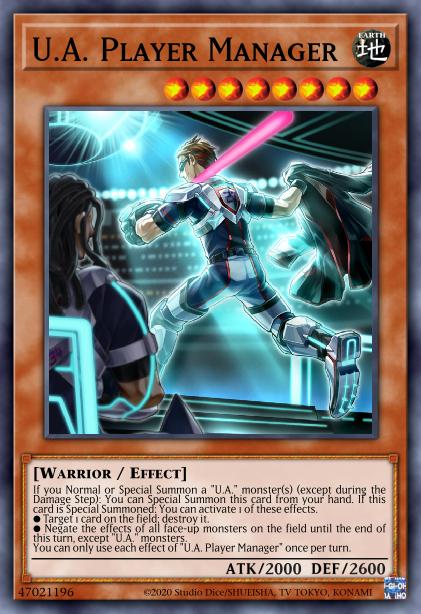 U.A. Player Manager
EARTH
地
[Warrior / Effect]
If you Normal or Special Summon a "U.A." monster(s) (except during the
Damage Step): You can Special Summon this card from your hand. If this
card is Special Summoned: You can activate 1 of these effects.
● Target 1 card on the field; destroy it.
● Negate the effects of all face-up monsters on the field until the end of
this turn, except "U.A." monsters.
You can only use each effect of "U.A. Player Manager" once per turn.
ATK/2000 DEF/2600
47021196
©2020 Studio Dice/SHUEISHA, TV TOKYO, KONAMI